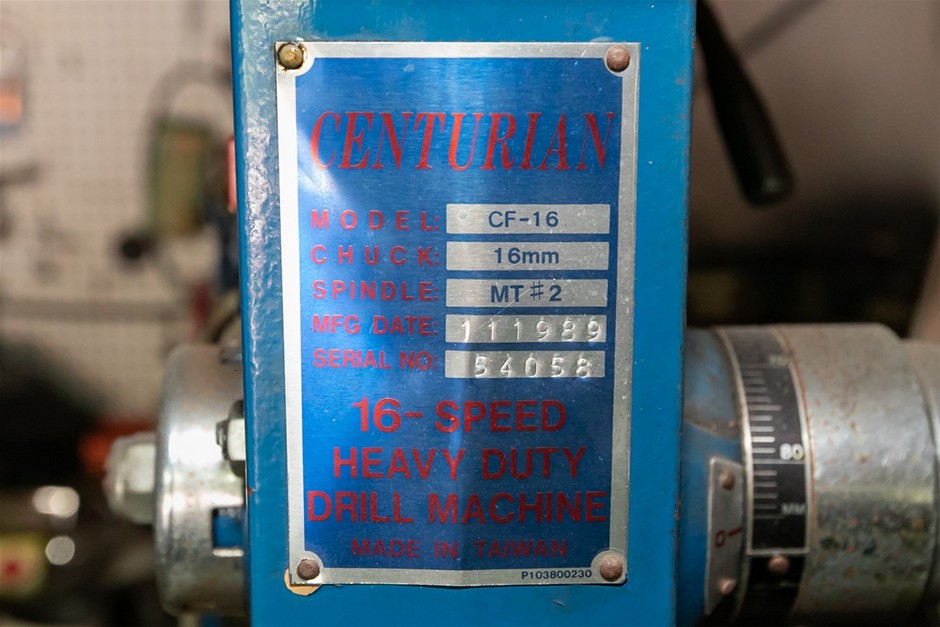 CENTURIAN
MODEL: CF-16
CHUCK: 16mm
SPINDLE: MT#2
MFG DATE: 111989
SERIAL NO: 54058
16-SPEED
HEAVY DUTY
DRILL MACHINE
MADE IN TAIWAN
P103800230
80
MM
0